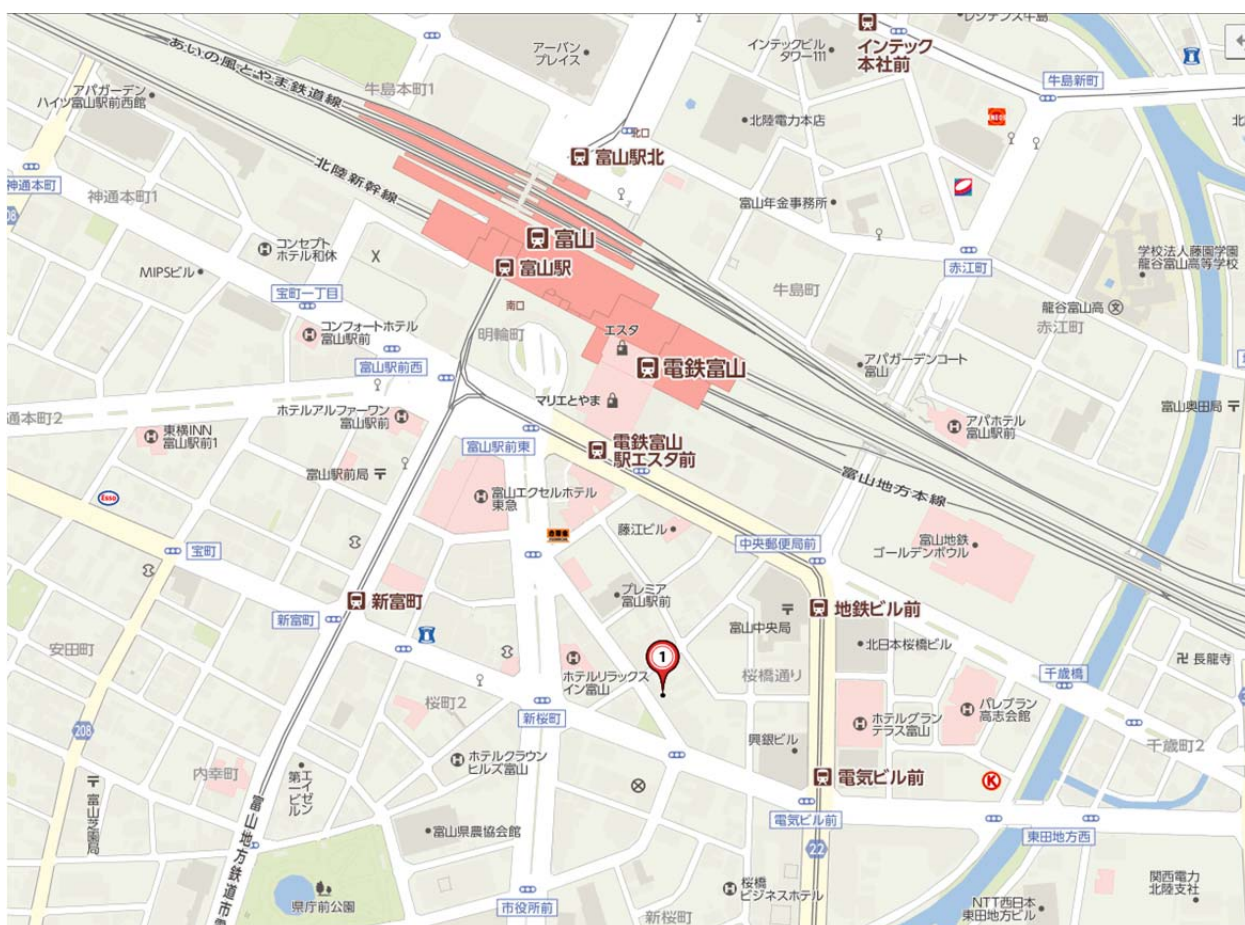 インテック
本社前
レジデンス牛島
あいの風とやま鉄道線
アーバン
プレイス
インテックビル
タワー111
牛島新町
アパガーデン
ハイツ富山駅前西館
牛島本町1
ENEOS
北陸電力本店
北口
富山駅北
神通本町
北陸新幹線
神通本町1
富山年金事務所
208
コンセプト
ホテル和休
富山
富山駅
赤江町
学校法人藤園学園
龍谷富山高等学校
MIPSビル
宝町一丁目
牛島町
南口
龍谷富山高
赤江町
コンフォートホテル
富山駅前
明輪町
エスタ
富山駅前西
電鉄富山
アパガーデンコート
富山
マリエとやま
通本町2
ホテルアルファーワン
富山駅前
富山奥田局
アパホテル
富山駅前
東横INN
富山駅前1
富山駅前東
電鉄富山
駅エスタ前
富山駅前局
富山地方本線
Esso
富山エクセルホテル
東急
藤江ビル
中央郵便局前
富山地鉄
ゴールデンボウル
宝町
プレミア
富山駅前
新富町
地鉄ビル前
新富町
富山中央局
北日本桜橋ビル
安田町
1
長龍寺
ホテルリラックス
イン富山
桜橋通り
千歳橋
桜町2
新桜町
パレブラン
高志会館
ホテルグラン
テラス富山
208
興銀ビル
千歳町2
ホテルクラウン
ヒルズ富山
内幸町
第一ビルン
エイゼン
電気ビル前
K
富山芝園局
富山地方鉄道市
富山県農協会館
電気ビル前
東田地方西
22
県庁前公園
市役所前
桜橋
ビジネスホテル
関西電力
北陸支社
新桜町
NTT西日本
東田地方ビル